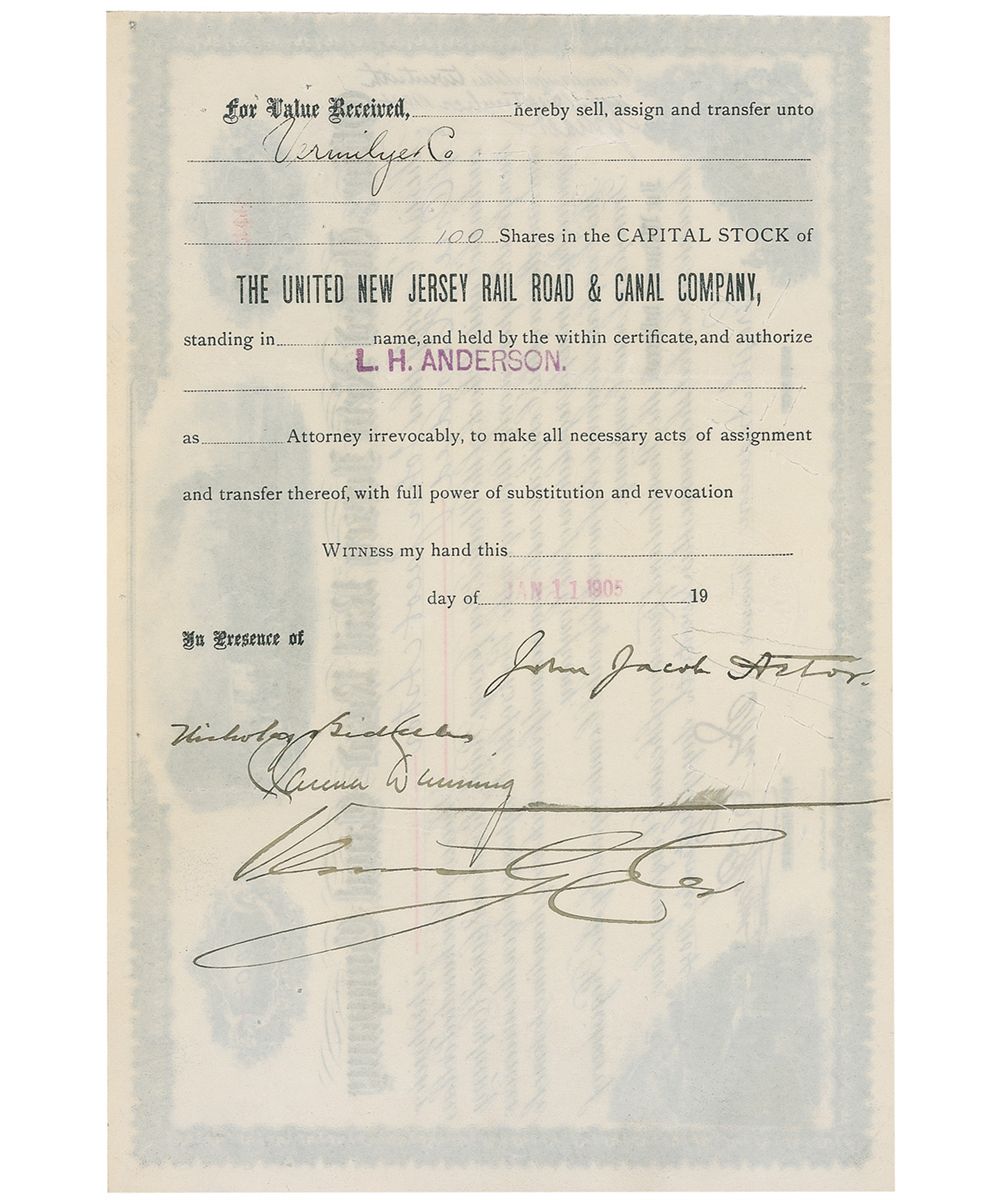 For Value Received, hereby sell, assign and transfer unto
Vermilye & Co
100 Shares in the CAPITAL STOCK of
THE UNITED NEW JERSEY RAIL ROAD & CANAL COMPANY,
standing in name, and held by the within certificate, and authorize
L. H. ANDERSON.
as Attorney irrevocably, to make all necessary acts of assignment
and transfer thereof, with full power of substitution and revocation
WITNESS my hand this
day of JAN 11 1905 19
In Presence of
John Jacob Astor.
Nicholas Biddle